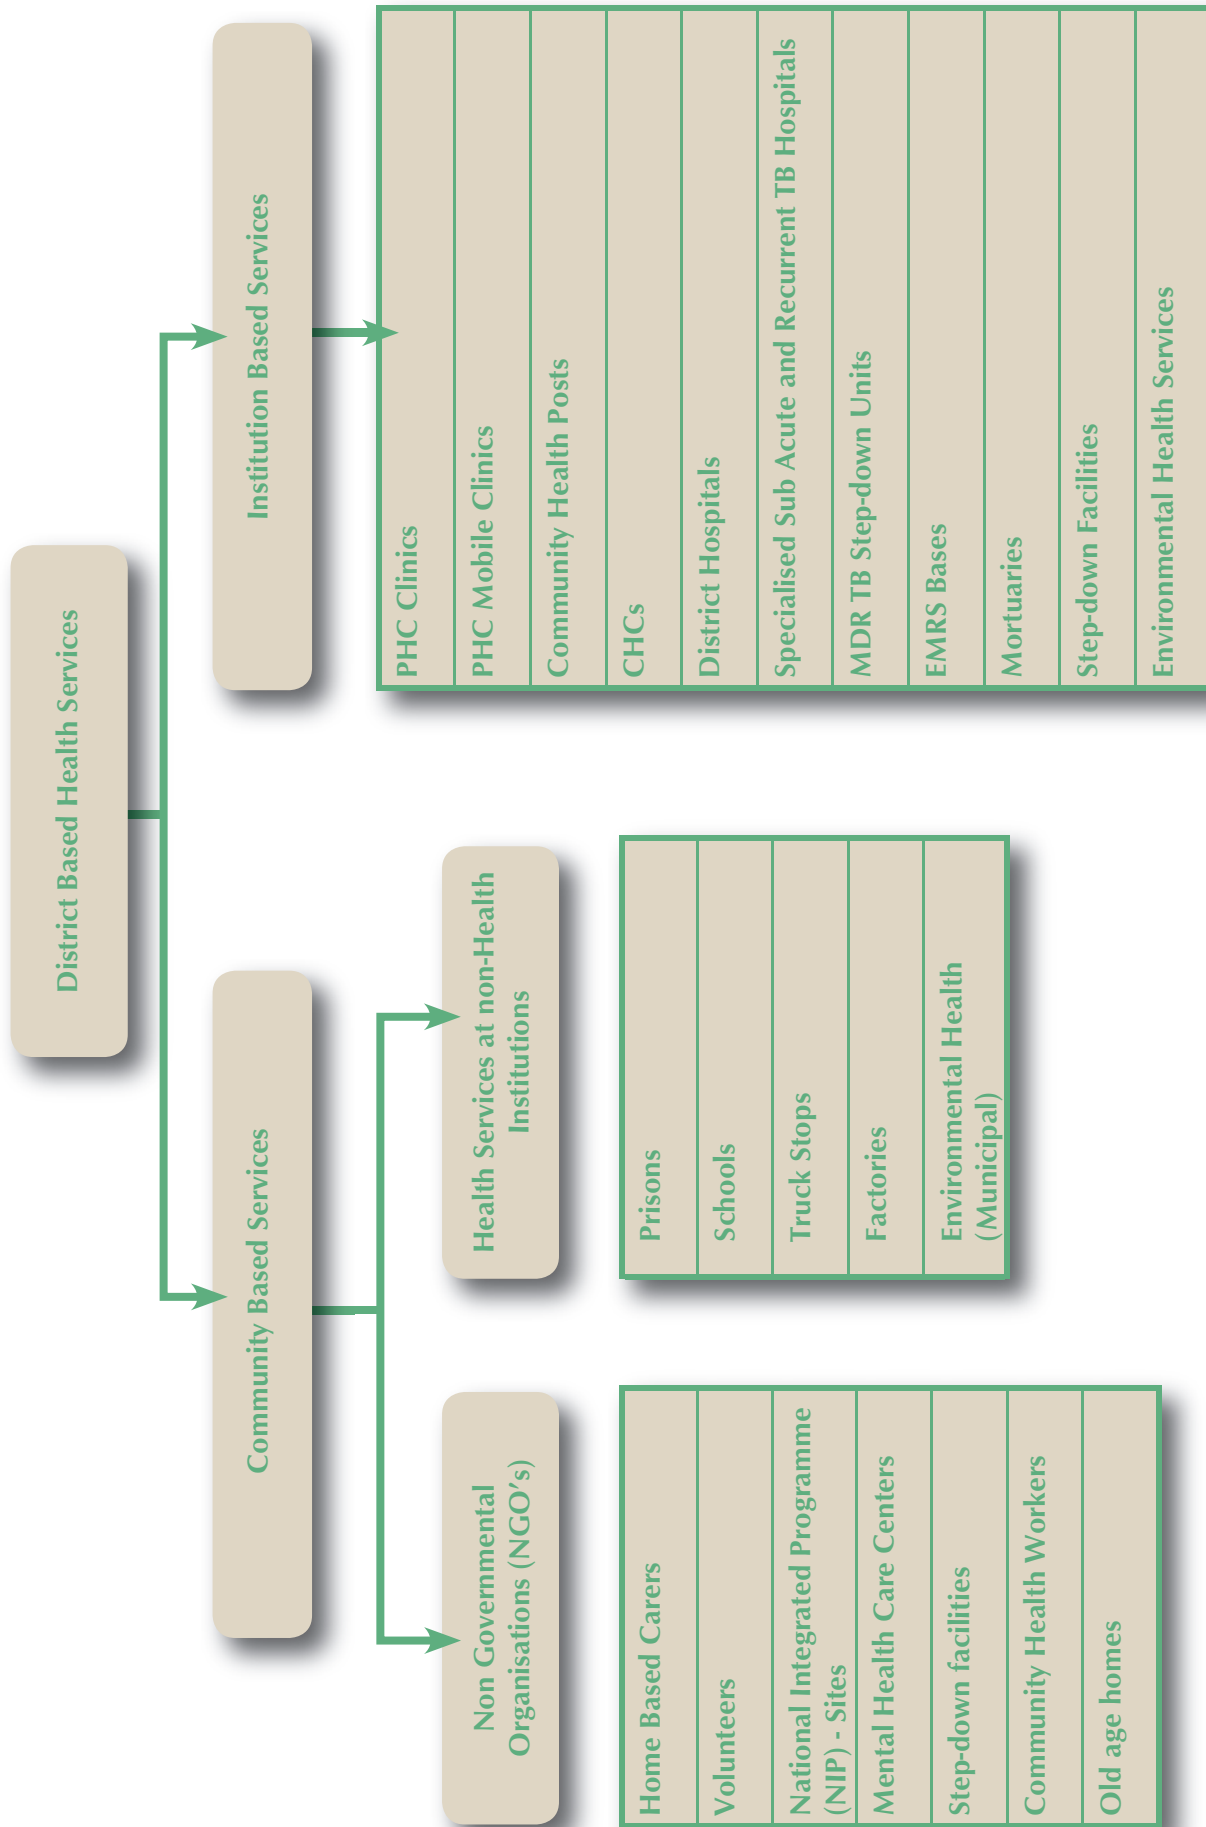 District Based Health Services
Community Based Services
Institution Based Services
Non Governmental
Organisations (NGO's)
Health Services at non-Health
Institutions
Home Based Carers
Volunteers
National Integrated Programme
(NIP) - Sites
Mental Health Care Centers
Step-down facilities
Community Health Workers
Old age homes
Prisons
Schools
Truck Stops
Factories
Environmental Health
(Municipal)
PHC Clinics
PHC Mobile Clinics
Community Health Posts
CHCs
District Hospitals
Specialised Sub Acute and Recurrent TB Hospitals
MDR TB Step-down Units
EMRS Bases
Mortuaries
Step-down Facilities
Environmental Health Services